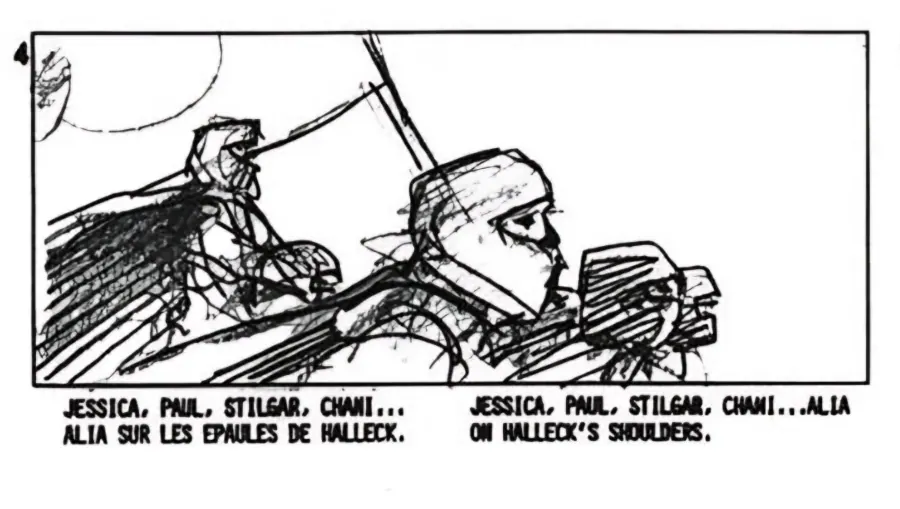 4
JESSICA, PAUL, STILGAR, CHANI...
ALIA SUR LES EPAULES DE HALLECK.
JESSICA, PAUL, STILGAR, CHANI...ALIA
ON HALLECK'S SHOULDERS.